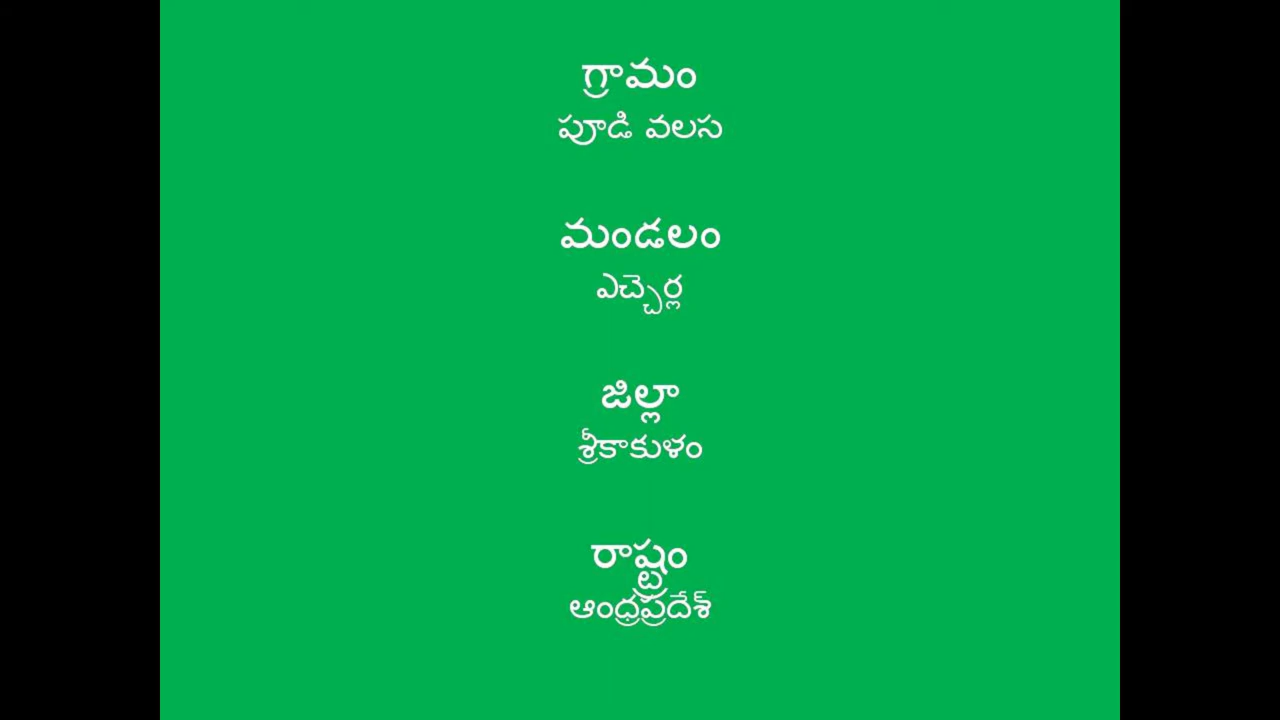 గ్రామం
పూడి వలస
మండలం
ఎచ్చెర్ల
జిల్లా
శ్రీకాకుళం
రాష్ట్రం
ఆంధ్రప్రదేశ్